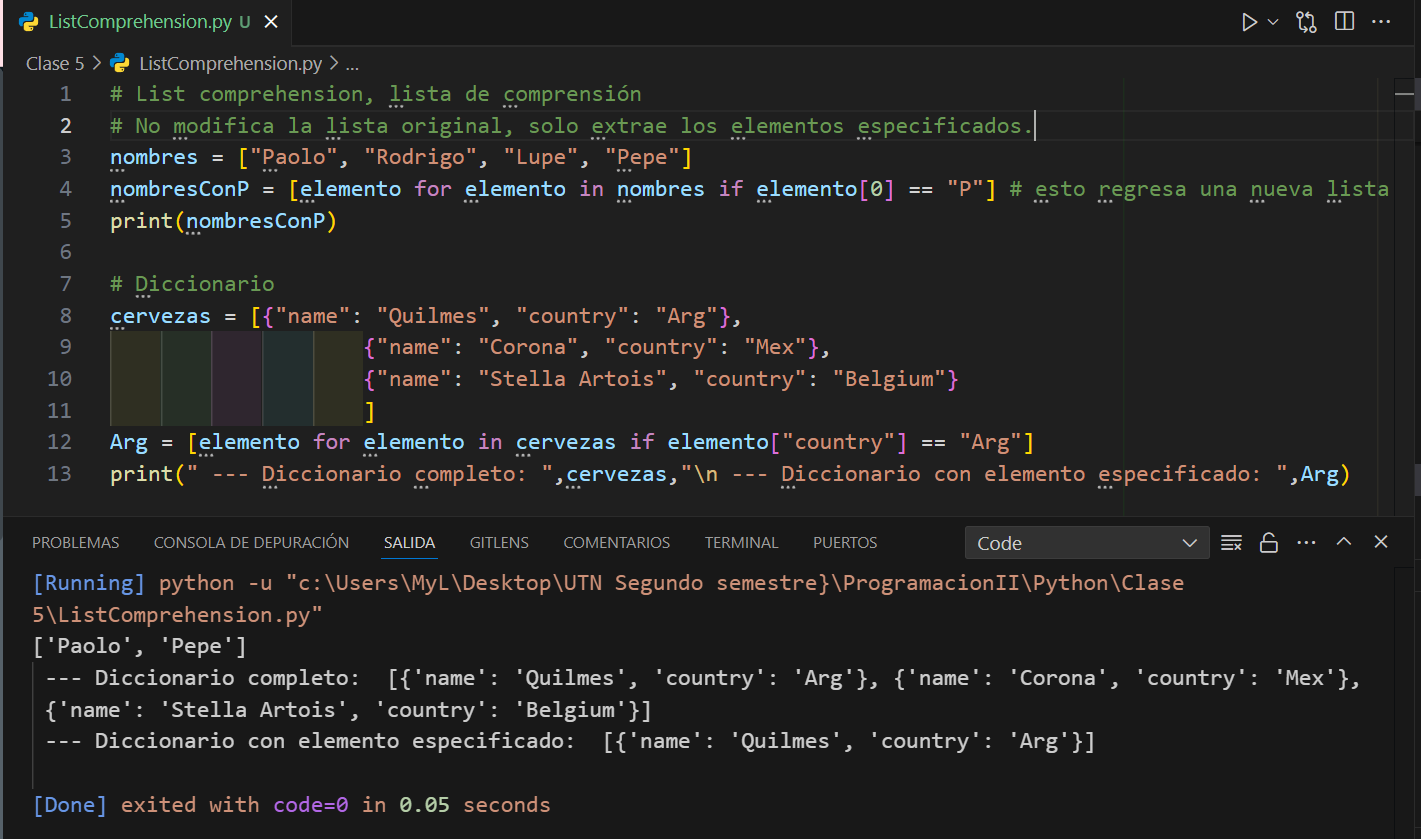 ListComprehension.py U
Clase 5 > ListComprehension.py > ...
1 # List comprehension, lista de comprensión
2 # No modifica la lista original, solo extrae los elementos especificados.
3 nombres = ["Paolo", "Rodrigo", "Lupe", "Pepe"]
4 nombresConP = [elemento for elemento in nombres if elemento[0] == "P"] # esto regresa una nueva lista
5 print(nombresConP)
6
7 # Diccionario
8 cervezas = [{"name": "Quilmes", "country": "Arg"},
9 {"name": "Corona", "country": "Mex"},
10 {"name": "Stella Artois", "country": "Belgium"}
11 ]
12 Arg = [elemento for elemento in cervezas if elemento["country"] == "Arg"]
13 print(" --- Diccionario completo: ",cervezas,"\n --- Diccionario con elemento especificado: ",Arg)
PROBLEMAS CONSOLA DE DEPURACIÓN SALIDA GITLENS COMENTARIOS TERMINAL PUERTOS Code
[Running] python -u "c:\Users\MyL\Desktop\UTN Segundo semestre}\ProgramacionII\Python\Clase
5\ListComprehension.py"
['Paolo', 'Pepe']
--- Diccionario completo:  [{'name': 'Quilmes', 'country': 'Arg'}, {'name': 'Corona', 'country': 'Mex'},
{'name': 'Stella Artois', 'country': 'Belgium'}]
--- Diccionario con elemento especificado:  [{'name': 'Quilmes', 'country': 'Arg'}]
[Done] exited with code=0 in 0.05 seconds